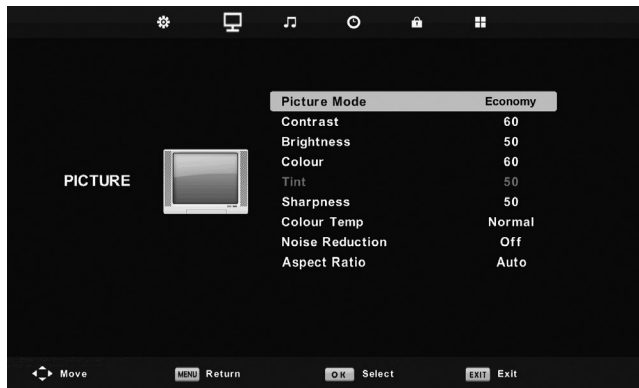 PICTURE
Picture Mode Economy
Contrast 60
Brightness 50
Colour 60
Tint 50
Sharpness 50
Colour Temp Normal
Noise Reduction Off
Aspect Ratio Auto
Move MENU Return OK Select EXIT Exit